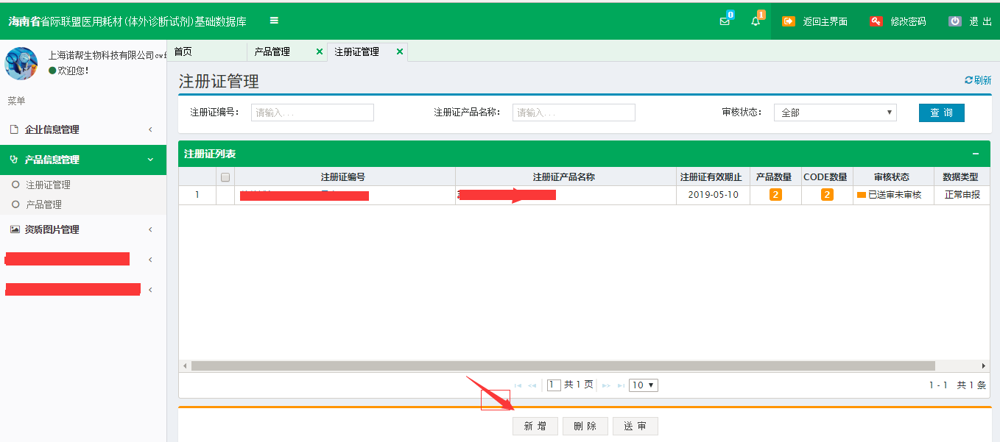 海南省省际联盟医用耗材(体外诊断试剂)基础数据库
0
1
返回主界面
修改密码
退 出
上海诺帮生物科技有限公司cwf
欢迎您!
菜单
企业信息管理
产品信息管理
注册证管理
产品管理
资质图片管理
首页
产品管理
注册证管理
注册证管理
刷新
注册证编号: 请输入...
注册证产品名称: 请输入...
审核状态: 全部
查 询
注册证列表
注册证编号 注册证产品名称 注册证有效期止 产品数量 CODE数量 审核状态 数据类型
1 2019-05-10 2 2 已送审未审核 正常申报
1 共 1 页 10
1 - 1 共 1 条
新 增
删 除
送 审